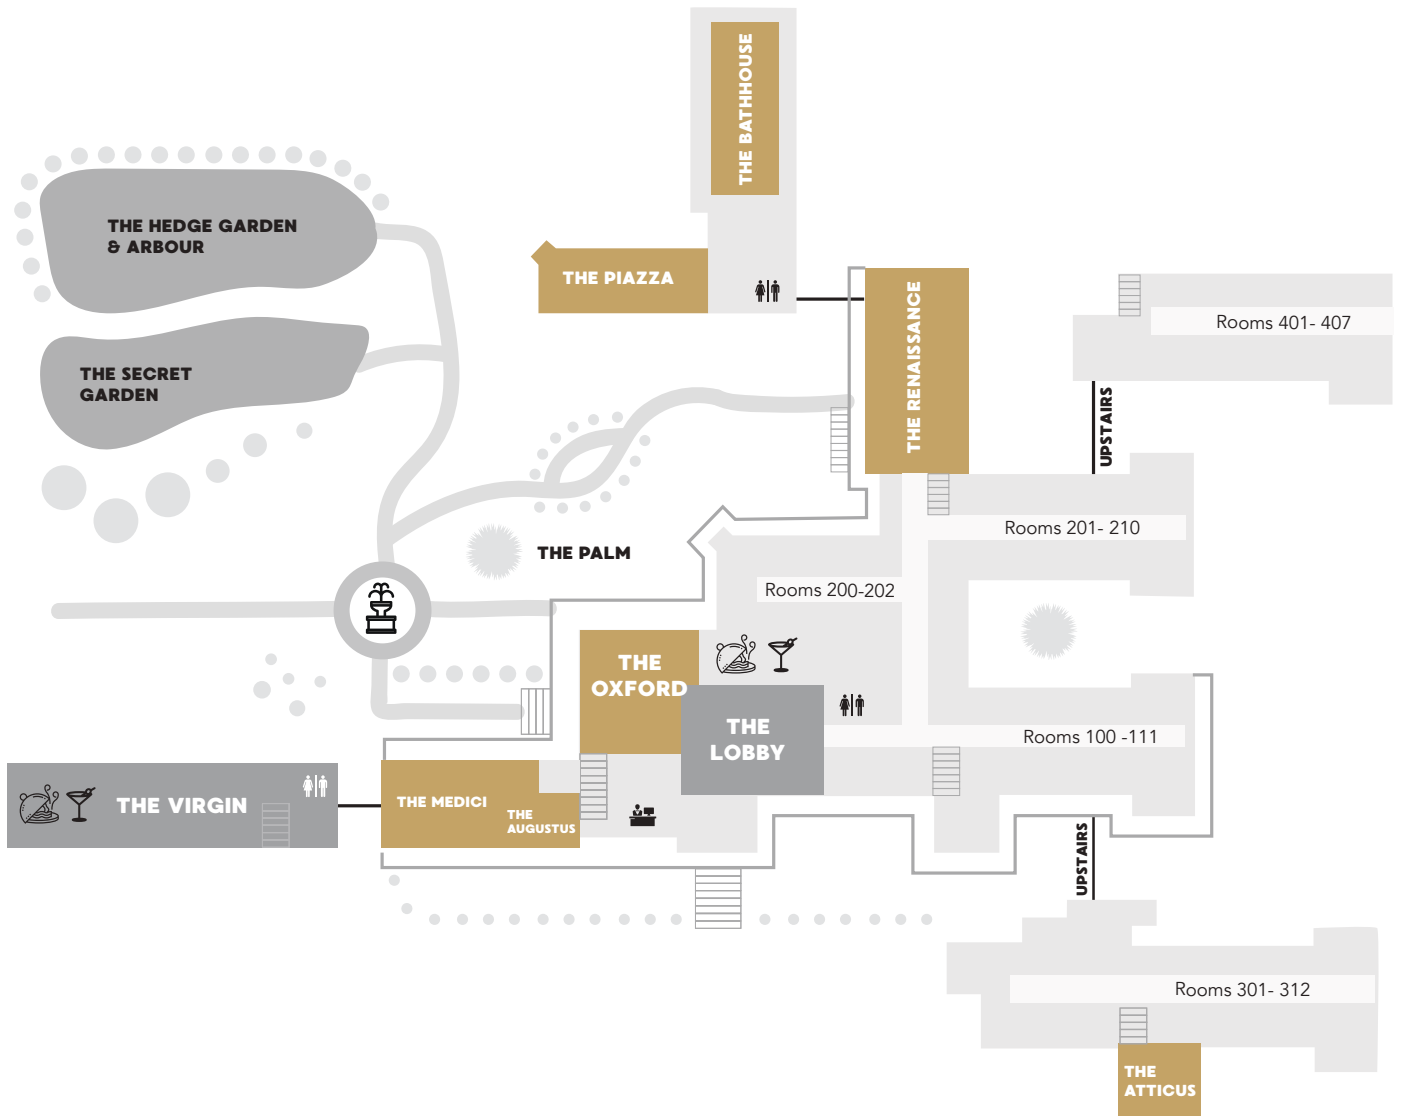 THE BATHHOUSE
THE HEDGE GARDEN
& ARBOUR
THE PIAZZA
THE RENAISSANCE
Rooms 401- 407
THE SECRET
GARDEN
UPSTAIRS
Rooms 201- 210
THE PALM
Rooms 200-202
THE
OXFORD
THE
LOBBY
Rooms 100 -111
THE VIRGIN
THE MEDICI
THE
AUGUSTUS
UPSTAIRS
Rooms 301- 312
THE
ATTICUS